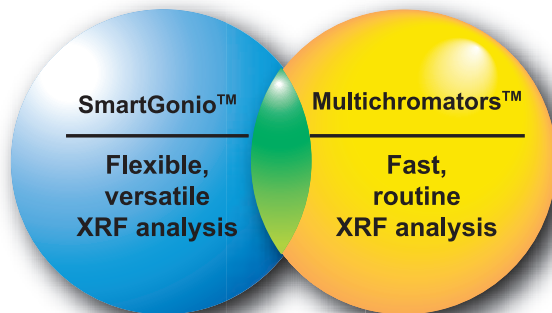 SmartGonio™
Flexible,
versatile
XRF analysis
Multichromators™
Fast,
routine
XRF analysis